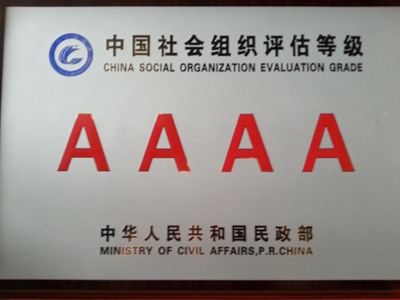 中国社会组织评估等级
CHINA SOCIAL ORGANIZATION EVALUATION GRADE
AAAA
中华人民共和国民政部
MINISTRY OF CIVIL AFFAIRS,P.R.CHINA